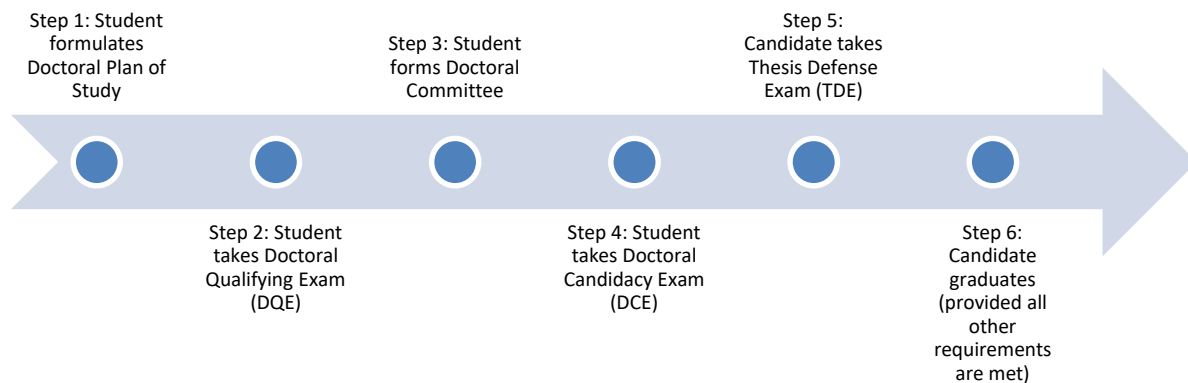 Step 1: Student
formulates
Doctoral Plan of
Study
Step 2: Student
takes Doctoral
Qualifying Exam
(DQE)
Step 3: Student
forms Doctoral
Committee
Step 4: Student
takes Doctoral
Candidacy Exam
(DCE)
Step 5:
Candidate takes
Thesis Defense
Exam (TDE)
Step 6:
Candidate
graduates
(provided all
other
requirements
are met)